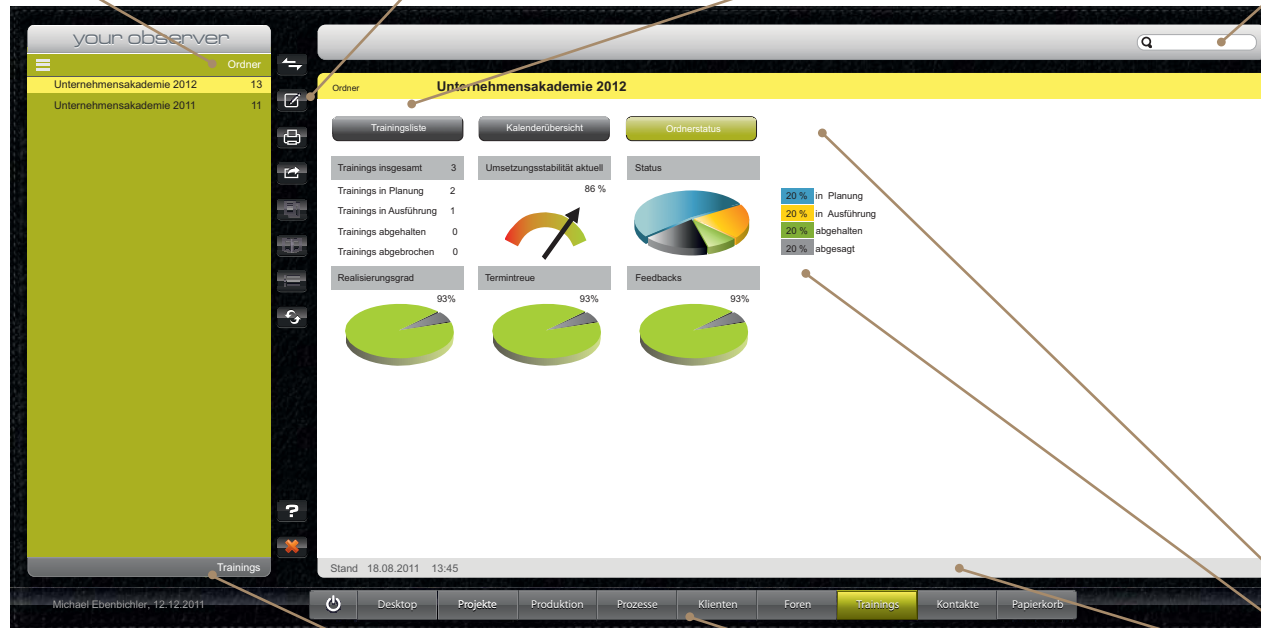 your observer
Ordner
Unternehmensakademie 2012 13
Unternehmensakademie 2011 11
Ordner Unternehmensakademie 2012
Trainingsliste Kalenderübersicht Ordnerstatus
Trainings insgesamt 3
Trainings in Planung 2
Trainings in Ausführung 1
Trainings abgehalten 0
Trainings abgebrochen 0
Umsetzungsstabilität aktuell
86 %
Status
20 % in Planung
20 % in Ausführung
20 % abgehalten
20 % abgesagt
Realisierungsgrad
93%
Termintreue
93%
Feedbacks
93%
?
Trainings
Stand 18.08.2011 13:45
Michael Ebenbichler, 12.12.2011
Desktop Projekte Produktion Prozesse Klienten Foren Trainings Kontakte Papierkorb